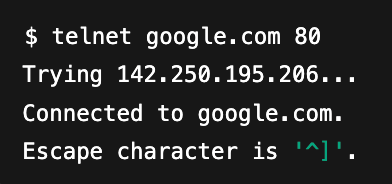 $ telnet google.com 80
Trying 142.250.195.206...
Connected to google.com.
Escape character is '^]'.